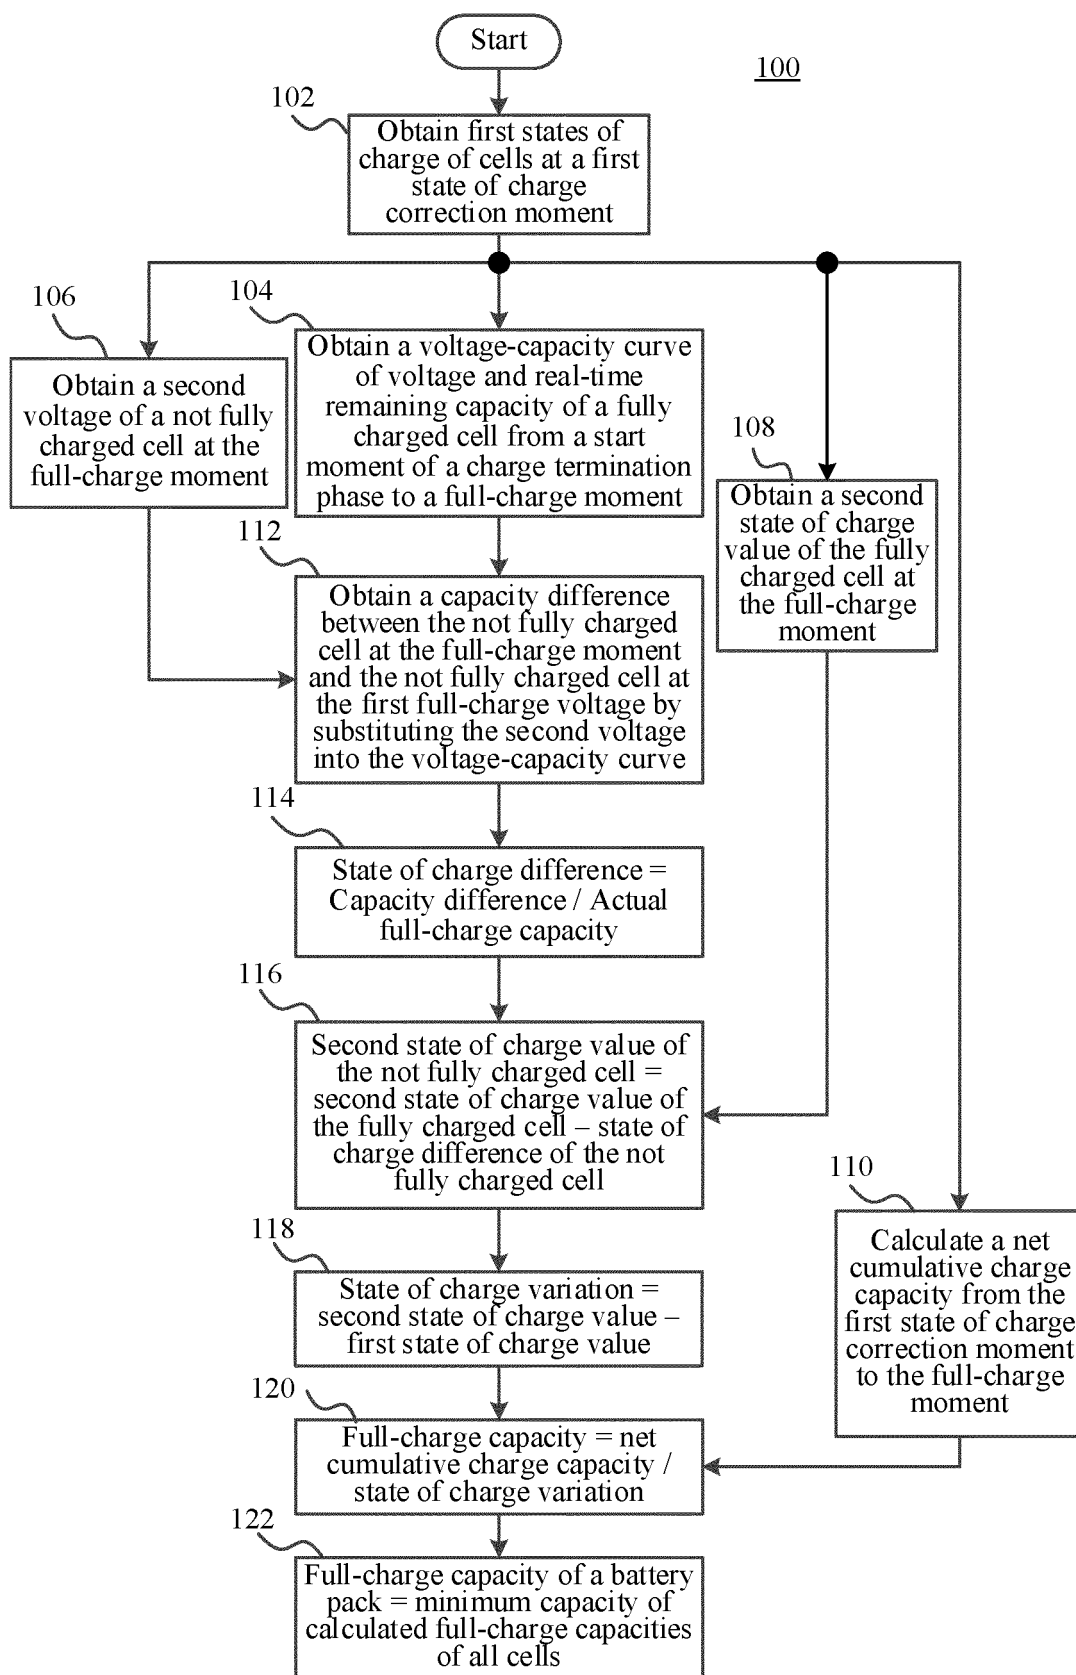 Start
100
102
Obtain first states of
charge of cells at a first
state of charge
correction moment
106
Obtain a second
voltage of a not fully
charged cell at the
full-charge moment
104
Obtain a voltage-capacity curve
of voltage and real-time
remaining capacity of a fully
charged cell from a start
moment of a charge termination
phase to a full-charge moment
108
Obtain a second
state of charge
value of the fully
charged cell at
the full-charge
moment
112
Obtain a capacity difference
between the not fully charged
cell at the full-charge moment
and the not fully charged cell at
the first full-charge voltage by
substituting the second voltage
into the voltage-capacity curve
114
State of charge difference =
Capacity difference / Actual
full-charge capacity
116
Second state of charge value of
the not fully charged cell =
second state of charge value of
the fully charged cell – state of
charge difference of the not
fully charged cell
110
Calculate a net
cumulative charge
capacity from the
first state of charge
correction moment
to the full-charge
moment
118
State of charge variation =
second state of charge value –
first state of charge value
120
Full-charge capacity = net
cumulative charge capacity /
state of charge variation
122
Full-charge capacity of a battery
pack = minimum capacity of
calculated full-charge capacities
of all cells